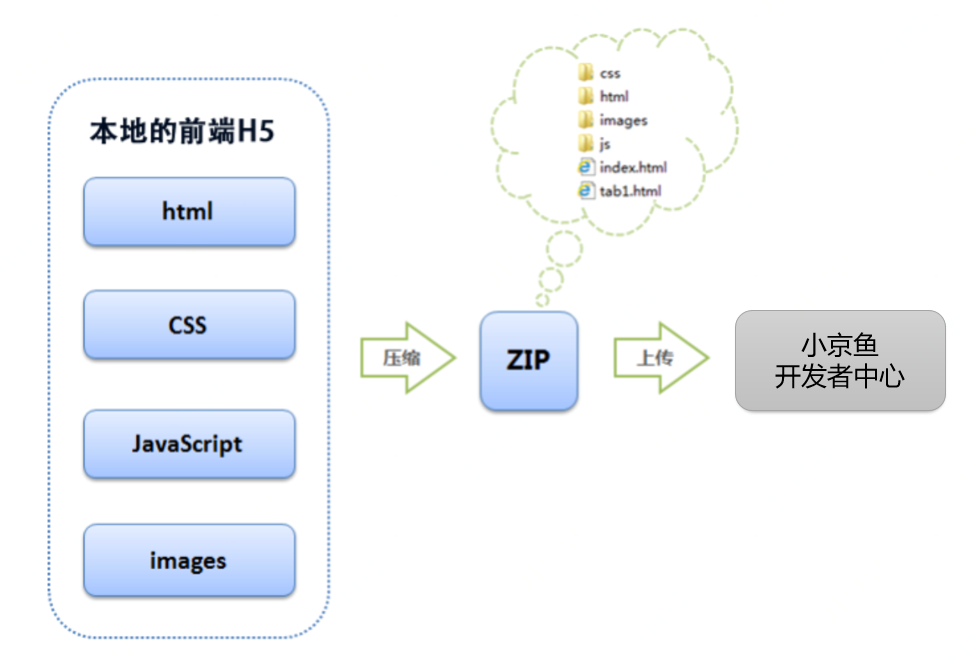 本地的前端H5
html
CSS
JavaScript
images
压缩
css
html
images
js
index.html
tab1.html
ZIP
上传
小京鱼
开发者中心